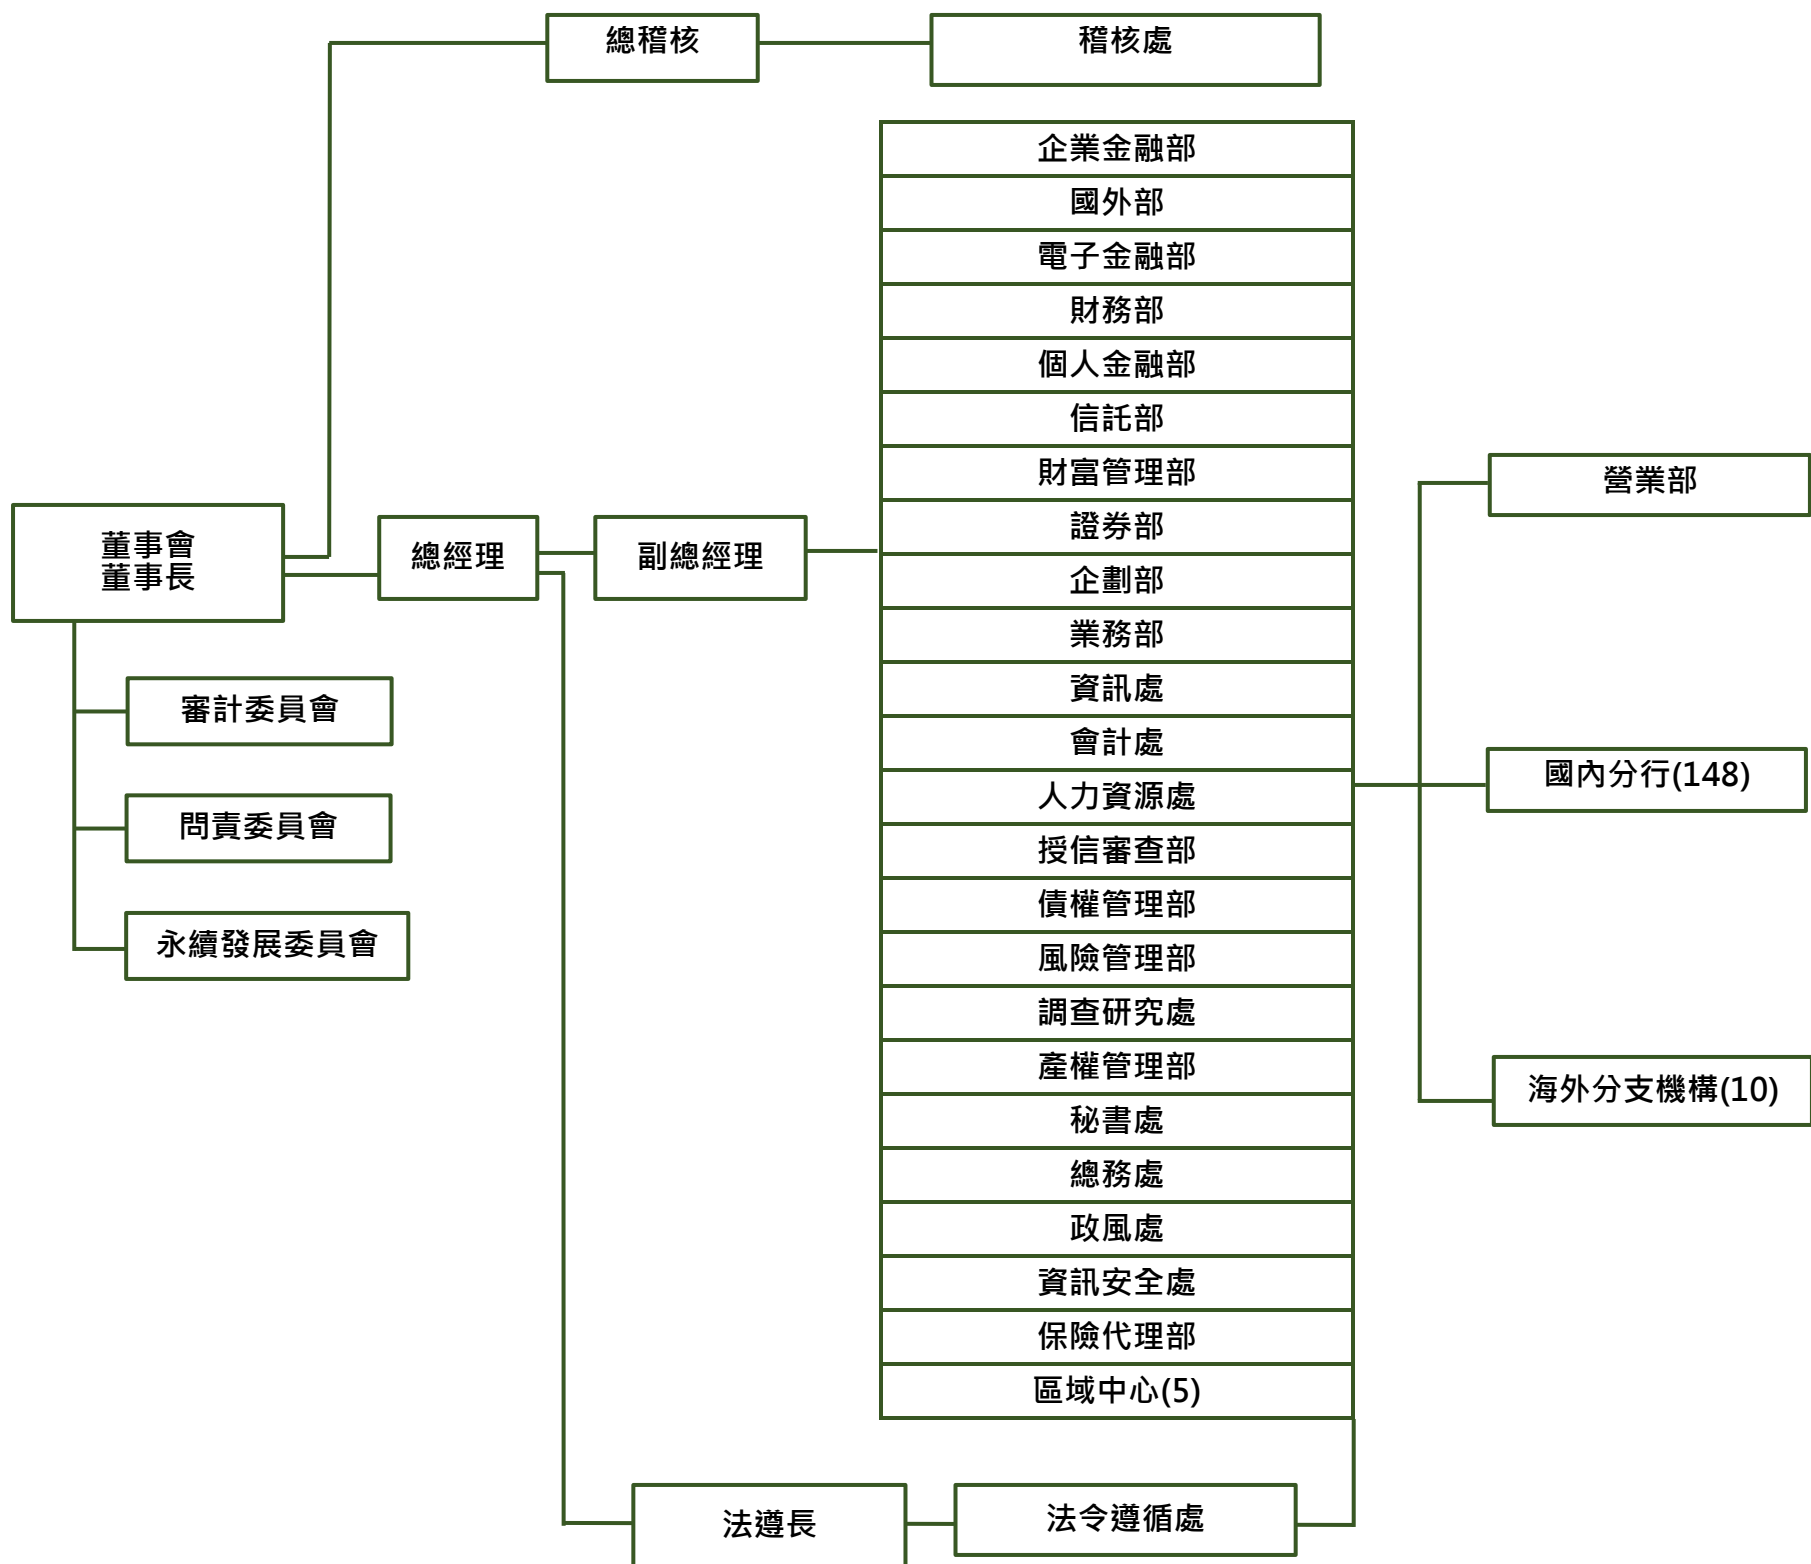 總稽核
稽核處
董事會
董事長
總經理
副總經理
審計委員會
問責委員會
永續發展委員會
企業金融部
國外部
電子金融部
財務部
個人金融部
信託部
財富管理部
證券部
企劃部
業務部
資訊處
會計處
人力資源處
授信審查部
債權管理部
風險管理部
調查研究處
產權管理部
秘書處
總務處
政風處
資訊安全處
保險代理部
區域中心(5)
營業部
國內分行(148)
海外分支機構(10)
法遵長
法令遵循處